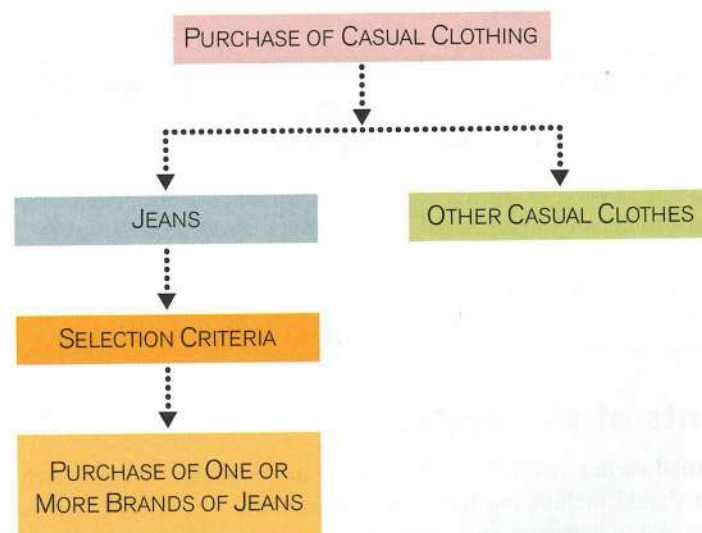 PURCHASE OF CASUAL CLOTHING
JEANS
OTHER CASUAL CLOTHES
SELECTION CRITERIA
PURCHASE OF ONE OR
MORE BRANDS OF JEANS